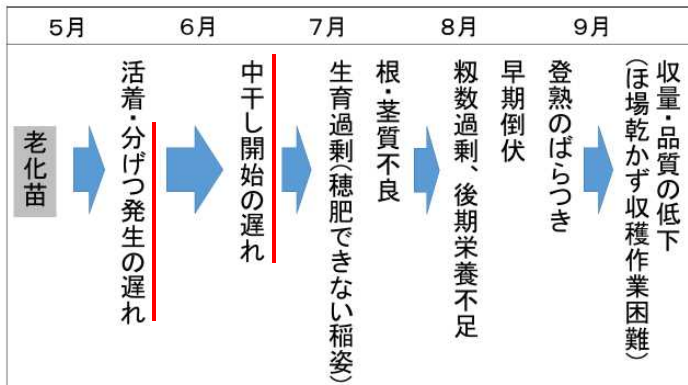 5月
6月
7月
8月
9月
老化苗
活着・分げつ発生の遅れ
中干し開始の遅れ
生育過剰(穂肥できない稲姿)
根・茎質不良
籾数過剰、後期栄養不足
早期倒伏
登熟のばらつき
収量・品質の低下
(ほ場乾かず収穫作業困難)